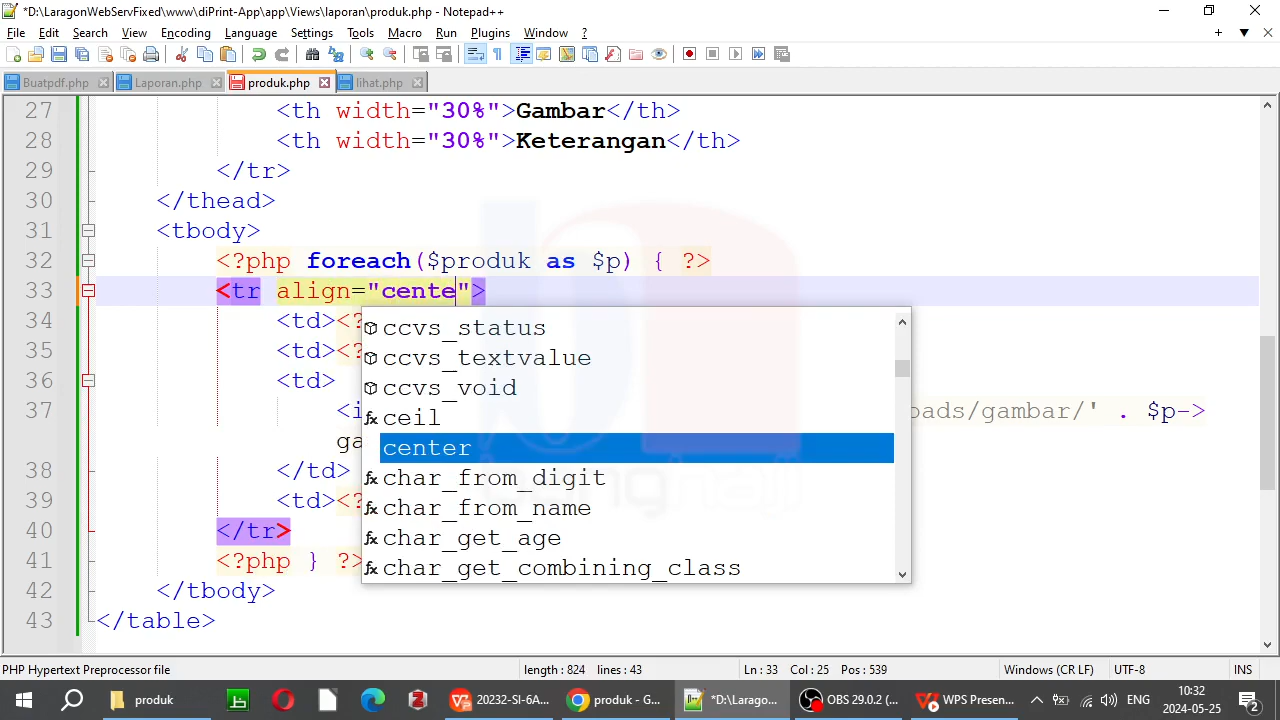 *D:\LaragonWebServFixed\www\diPrint-App\app\Views\laporan\produk.php - Notepad++
File Edit Search View Encoding Language Settings Tools Macro Run Plugins Window ?
Buatpdf.php Laporan.php produk.php lihat.php
27 <th width="30%">Gambar</th>
28 <th width="30%">Keterangan</th>
29 </tr>
30 </thead>
31 <tbody>
32 <?php foreach($produk as $p) { ?>
33 <tr align="cente">
34 <td><?
35 <td><?
36 <td>
37 <i oads/gambar/' . $p->
ga
38 </td>
39 <td><?
40 </tr>
41 <?php } ?>
42 </tbody>
43 </table>
ccvs_status
ccvs_textvalue
ccvs_void
ceil
center
char_from_digit
char_from_name
char_get_age
char_get_combining_class
PHP Hypertext Preprocessor file length : 824 lines : 43 Ln : 33 Col : 25 Pos : 539 Windows (CR LF) UTF-8 INS
produk 20232-SI-6A... produk - G... *D:\Larago... OBS 29.0.2 (... WPS Presen... ENG 10:32
2024-05-25 2